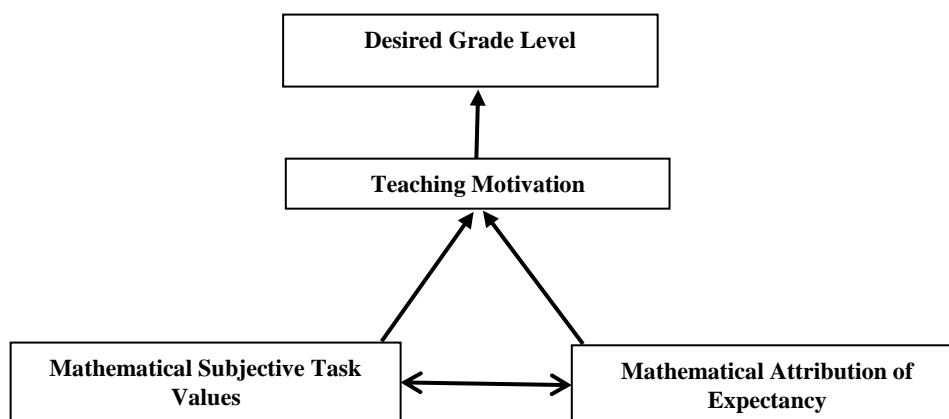 Desired Grade Level
Teaching Motivation
Mathematical Subjective Task
Values
Mathematical Attribution of
Expectancy